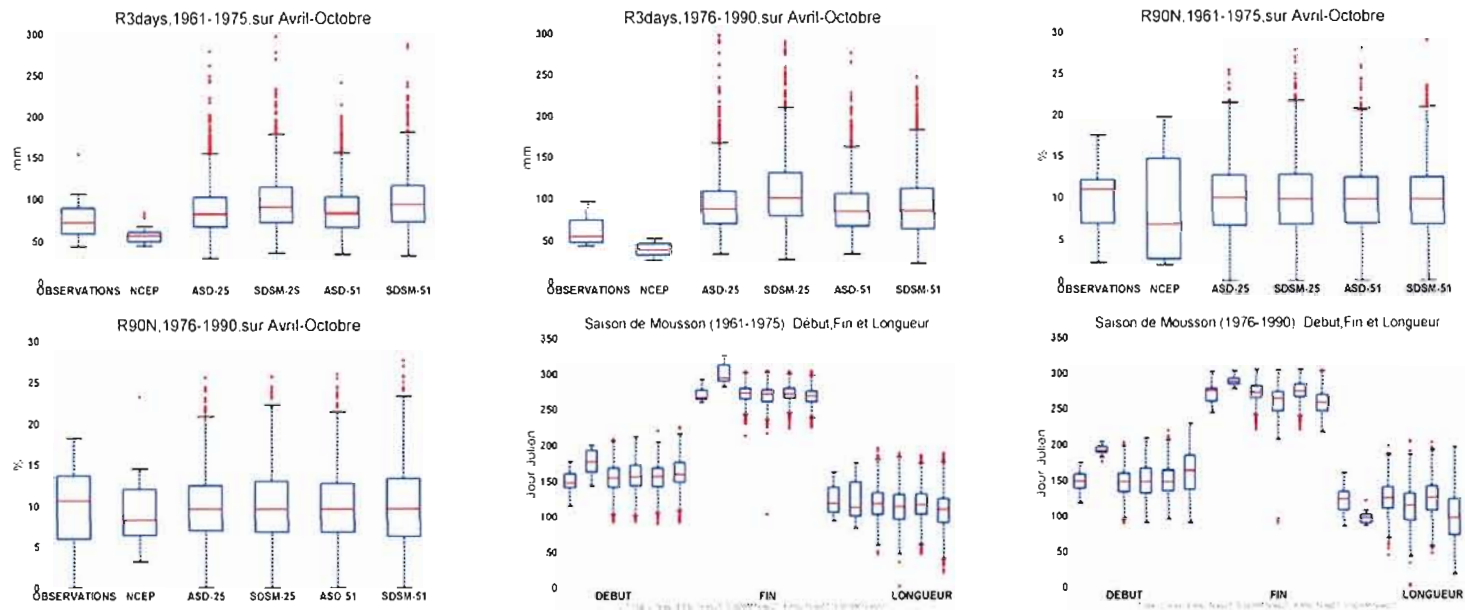 R3days,1961-1975,sur Avril-Octobre
300
250
200
150
100
50
0
mm
OBSERVATIONS NCEP ASD-25 SDSM-25 ASD-51 SDSM-51
R3days,1976-1990,sur Avril-Octobre
300
250
200
150
100
50
0
mm
OBSERVATIONS NCEP ASD-25 SDSM-25 ASD-51 SDSM-51
R90N,1961-1975,sur Avril-Octobre
30
25
20
15
10
5
0
%
OBSERVATIONS NCEP ASD-25 SDSM-25 ASD-51 SDSM-51
R90N,1976-1990,sur Avril-Octobre
30
25
20
15
10
5
0
%
OBSERVATIONS NCEP ASD-25 SDSM-25 ASD 51 SDSM-51
Saison de Mousson (1961-1975) Début,Fin et Longueur
350
300
250
200
150
100
50
0
Jour Julian
DEBUT FIN LONGUEUR
Saison de Mousson (1976-1990) Debut,Fin et Longueur
350
300
250
200
150
100
50
0
Jour Julian
DEBUT FIN LONGUEUR